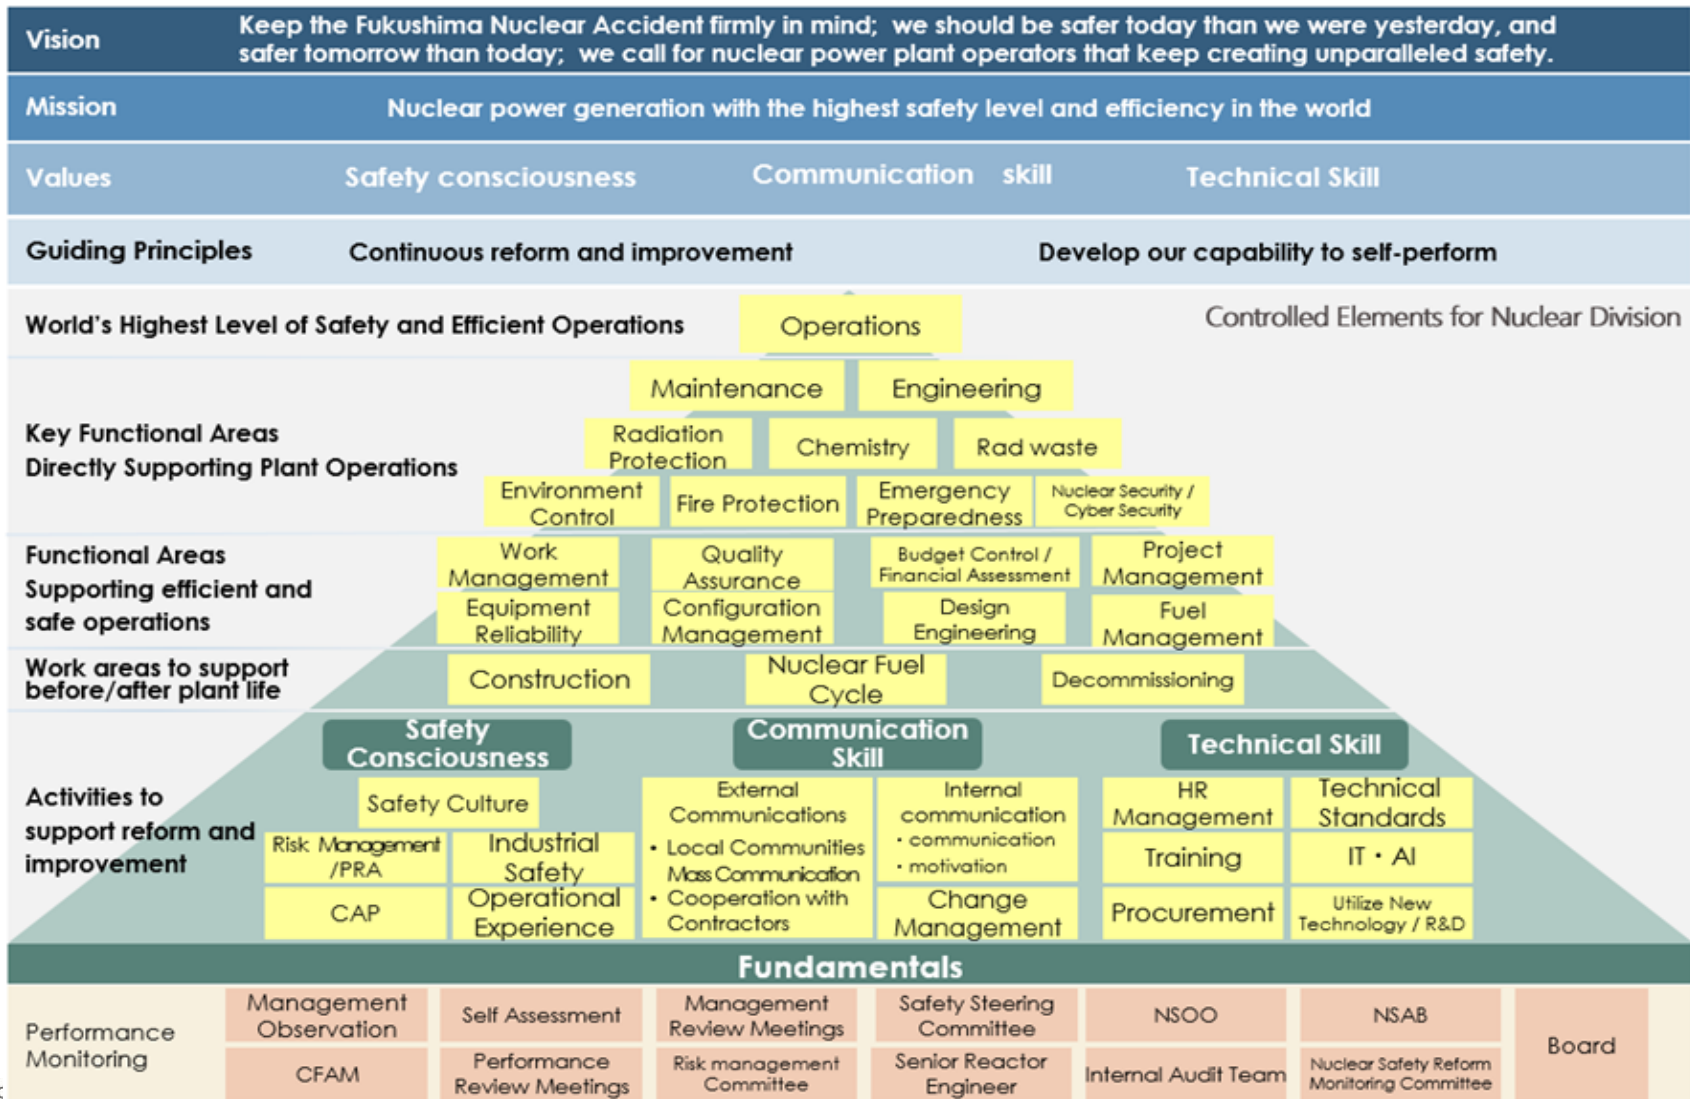 Vision
Keep the Fukushima Nuclear Accident firmly in mind; we should be safer today than we were yesterday, and
safer tomorrow than today; we call for nuclear power plant operators that keep creating unparalleled safety.
Mission
Nuclear power generation with the highest safety level and efficiency in the world
Values
Safety consciousness
Communication skill
Technical Skill
Guiding Principles
Continuous reform and improvement
Develop our capability to self-perform
World's Highest Level of Safety and Efficient Operations
Operations
Controlled Elements for Nuclear Division
Key Functional Areas
Directly Supporting Plant Operations
Maintenance
Engineering
Radiation
Protection
Chemistry
Rad waste
Environment
Control
Fire Protection
Emergency
Preparedness
Nuclear Security /
Cyber Security
Functional Areas
Supporting efficient and
safe operations
Work
Management
Quality
Assurance
Budget Control /
Financial Assessment
Project
Management
Equipment
Reliability
Configuration
Management
Design
Engineering
Fuel
Management
Work areas to support
before/after plant life
Construction
Nuclear Fuel
Cycle
Decommissioning
Activities to
support reform and
improvement
Safety
Consciousness
Safety Culture
Risk Management
/PRA
Industrial
Safety
CAP
Operational
Experience
Communication
Skill
External
Communications
• Local Communities
Mass Communication
• Cooperation with
Contractors
Internal
communication
・communication
・motivation
Change
Management
Technical Skill
HR
Management
Technical
Standards
Training
IT・AI
Procurement
Utilize New
Technology / R&D
Fundamentals
Performance
Monitoring
Management
Observation
Self Assessment
Management
Review Meetings
Safety Steering
Committee
NSOO
NSAB
Board
CFAM
Performance
Review Meetings
Risk management
Committee
Senior Reactor
Engineer
Internal Audit Team
Nuclear Safety Reform
Monitoring Committee